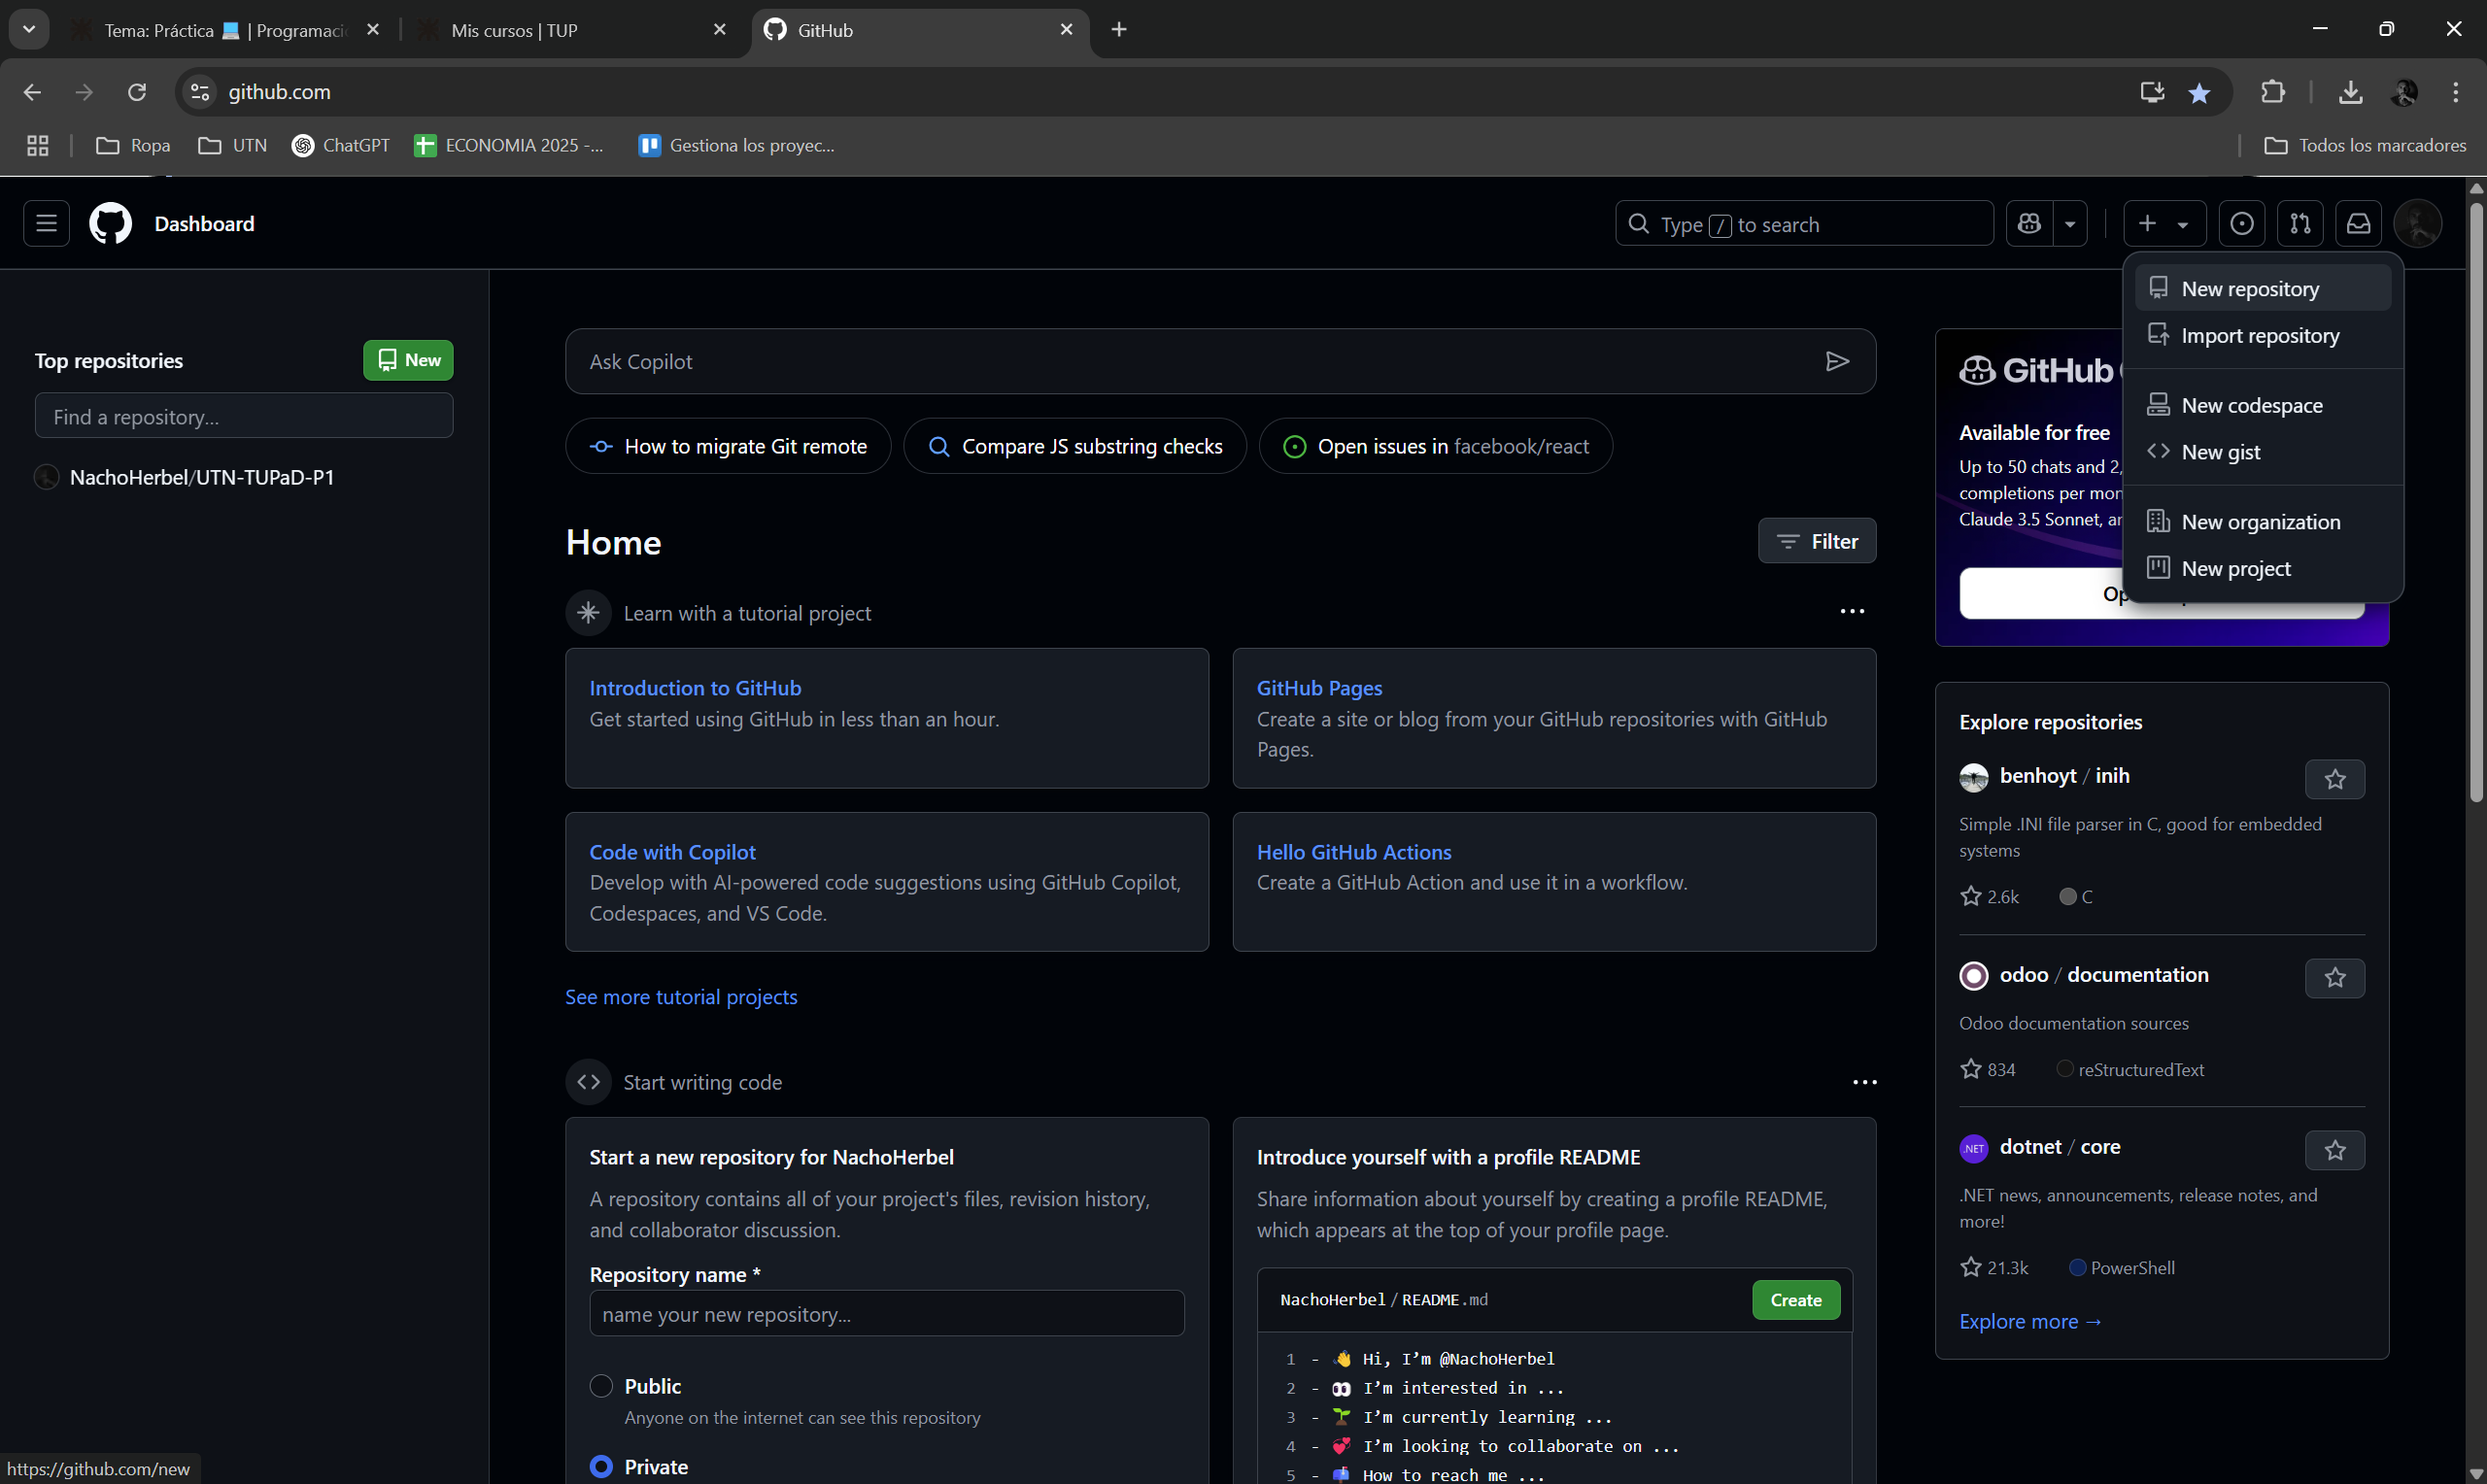 Tema: Práctica 💻 | Programaci
Mis cursos | TUP
GitHub
github.com
Ropa
UTN
ChatGPT
ECONOMIA 2025 -...
Gestiona los proyec...
Todos los marcadores
Dashboard
Type / to search
New repository
Import repository
New codespace
New gist
New organization
New project
Top repositories
New
Find a repository...
NachoHerbel/UTN-TUPaD-P1
Ask Copilot
How to migrate Git remote
Compare JS substring checks
Open issues in facebook/react
Home
Filter
Learn with a tutorial project
Introduction to GitHub
Get started using GitHub in less than an hour.
GitHub Pages
Create a site or blog from your GitHub repositories with GitHub
Pages.
Code with Copilot
Develop with AI-powered code suggestions using GitHub Copilot,
Codespaces, and VS Code.
Hello GitHub Actions
Create a GitHub Action and use it in a workflow.
See more tutorial projects
Start writing code
Start a new repository for NachoHerbel
A repository contains all of your project's files, revision history,
and collaborator discussion.
Repository name *
name your new repository...
Public
Anyone on the internet can see this repository
Private
Introduce yourself with a profile README
Share information about yourself by creating a profile README,
which appears at the top of your profile page.
NachoHerbel / README.md
Create
1 - 👋 Hi, I’m @NachoHerbel
2 - 👀 I’m interested in ...
3 - 🌱 I’m currently learning ...
4 - 💞️ I’m looking to collaborate on ...
5 - 📫 How to reach me ...
GitHub
Available for free
Up to 50 chats and 2,
completions per mon
Claude 3.5 Sonnet, an
Op
Explore repositories
benhoyt / inih
Simple .INI file parser in C, good for embedded
systems
2.6k
C
odoo / documentation
Odoo documentation sources
834
reStructuredText
.NET
dotnet / core
.NET news, announcements, release notes, and
more!
21.3k
PowerShell
Explore more →
https://github.com/new